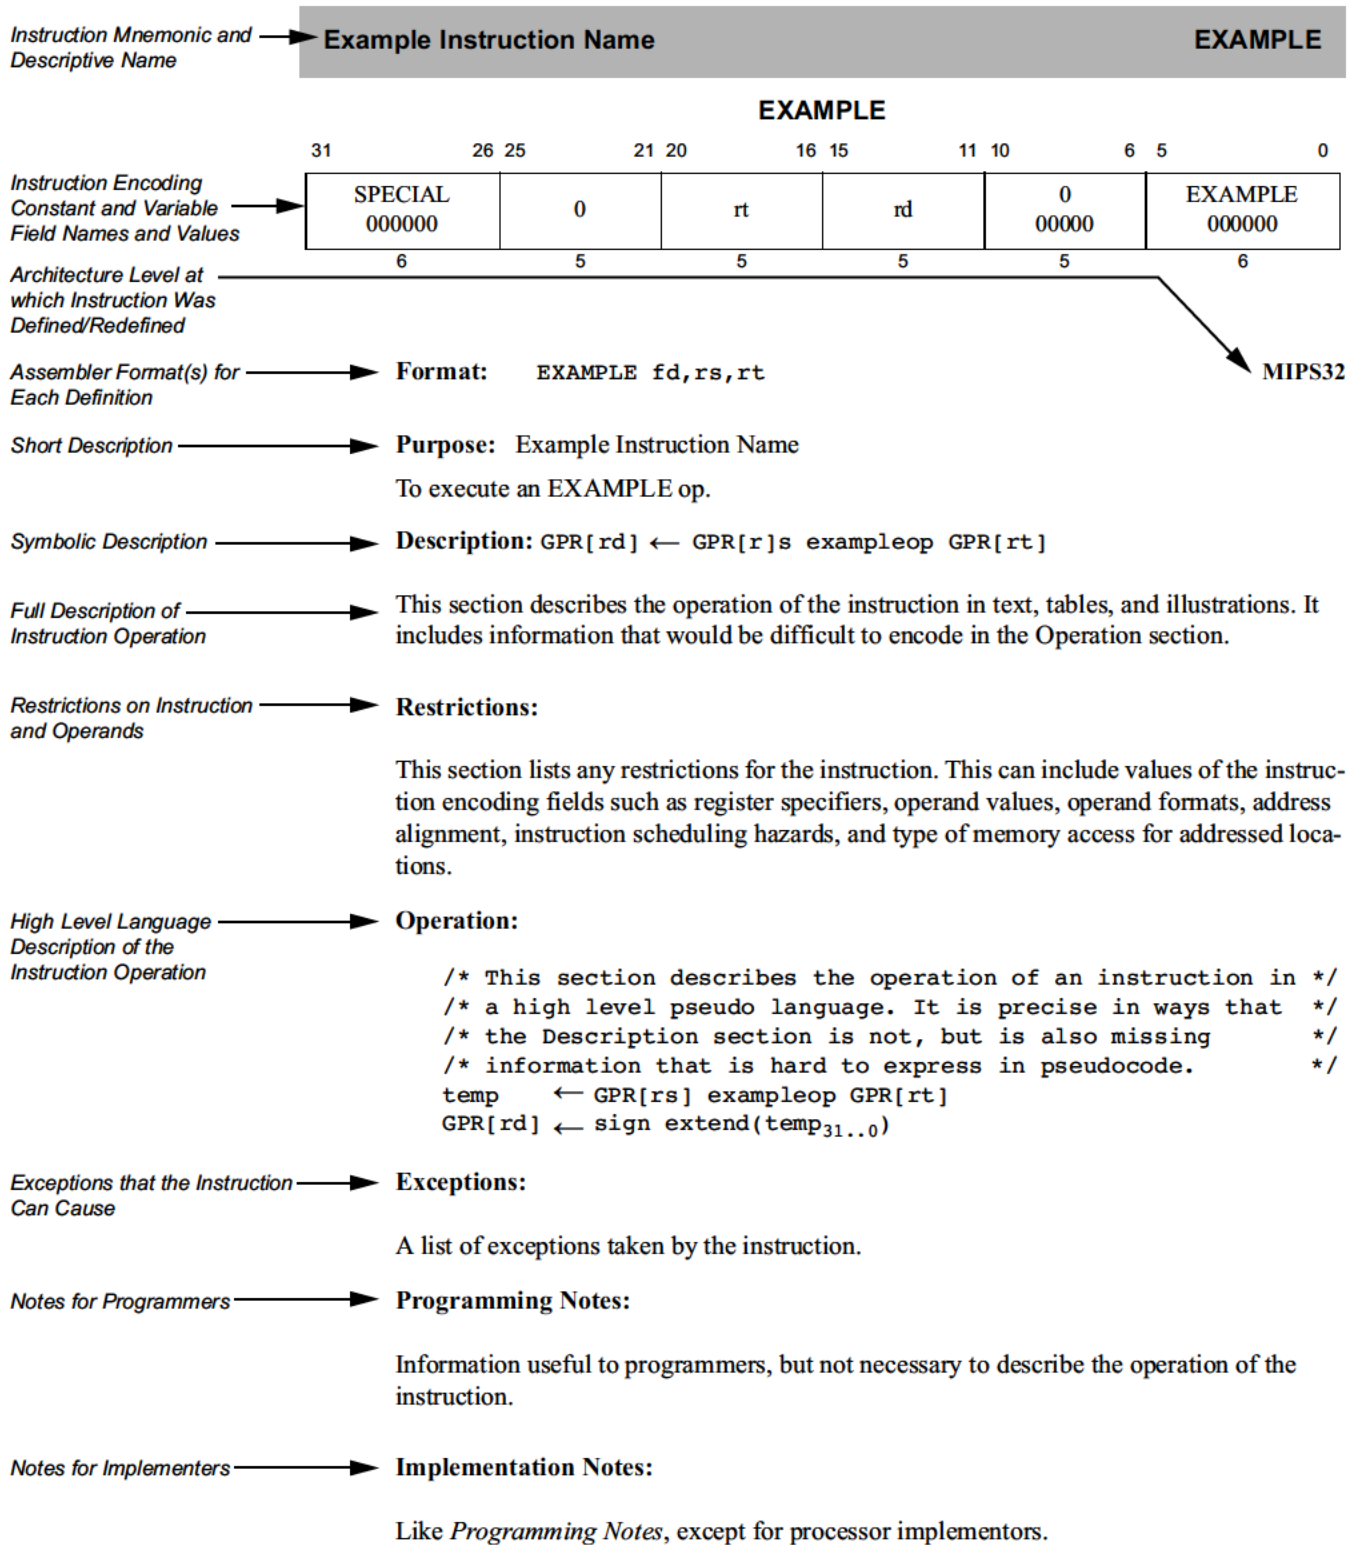 Instruction Mnemonic and
Descriptive Name
Example Instruction Name EXAMPLE
EXAMPLE
31 26 25 21 20 16 15 11 10 6 5 0
Instruction Encoding
Constant and Variable
Field Names and Values
SPECIAL
000000
0
rt
rd
0
00000
EXAMPLE
000000
6 5 5 5 5 6
Architecture Level at
which Instruction Was
Defined/Redefined
Assembler Format(s) for
Each Definition
Format: EXAMPLE fd,rs,rt MIPS32
Short Description
Purpose: Example Instruction Name
To execute an EXAMPLE op.
Symbolic Description
Description: GPR[rd] ← GPR[r]s exampleop GPR[rt]
Full Description of
Instruction Operation
This section describes the operation of the instruction in text, tables, and illustrations. It
includes information that would be difficult to encode in the Operation section.
Restrictions on Instruction
and Operands
Restrictions:
This section lists any restrictions for the instruction. This can include values of the instruc-
tion encoding fields such as register specifiers, operand values, operand formats, address
alignment, instruction scheduling hazards, and type of memory access for addressed loca-
tions.
High Level Language
Description of the
Instruction Operation
Operation:
/* This section describes the operation of an instruction in */
/* a high level pseudo language. It is precise in ways that */
/* the Description section is not, but is also missing */
/* information that is hard to express in pseudocode. */
temp ← GPR[rs] exampleop GPR[rt]
GPR[rd] ← sign extend(temp31..0)
Exceptions that the Instruction
Can Cause
Exceptions:
A list of exceptions taken by the instruction.
Notes for Programmers
Programming Notes:
Information useful to programmers, but not necessary to describe the operation of the
instruction.
Notes for Implementers
Implementation Notes:
Like Programming Notes, except for processor implementors.